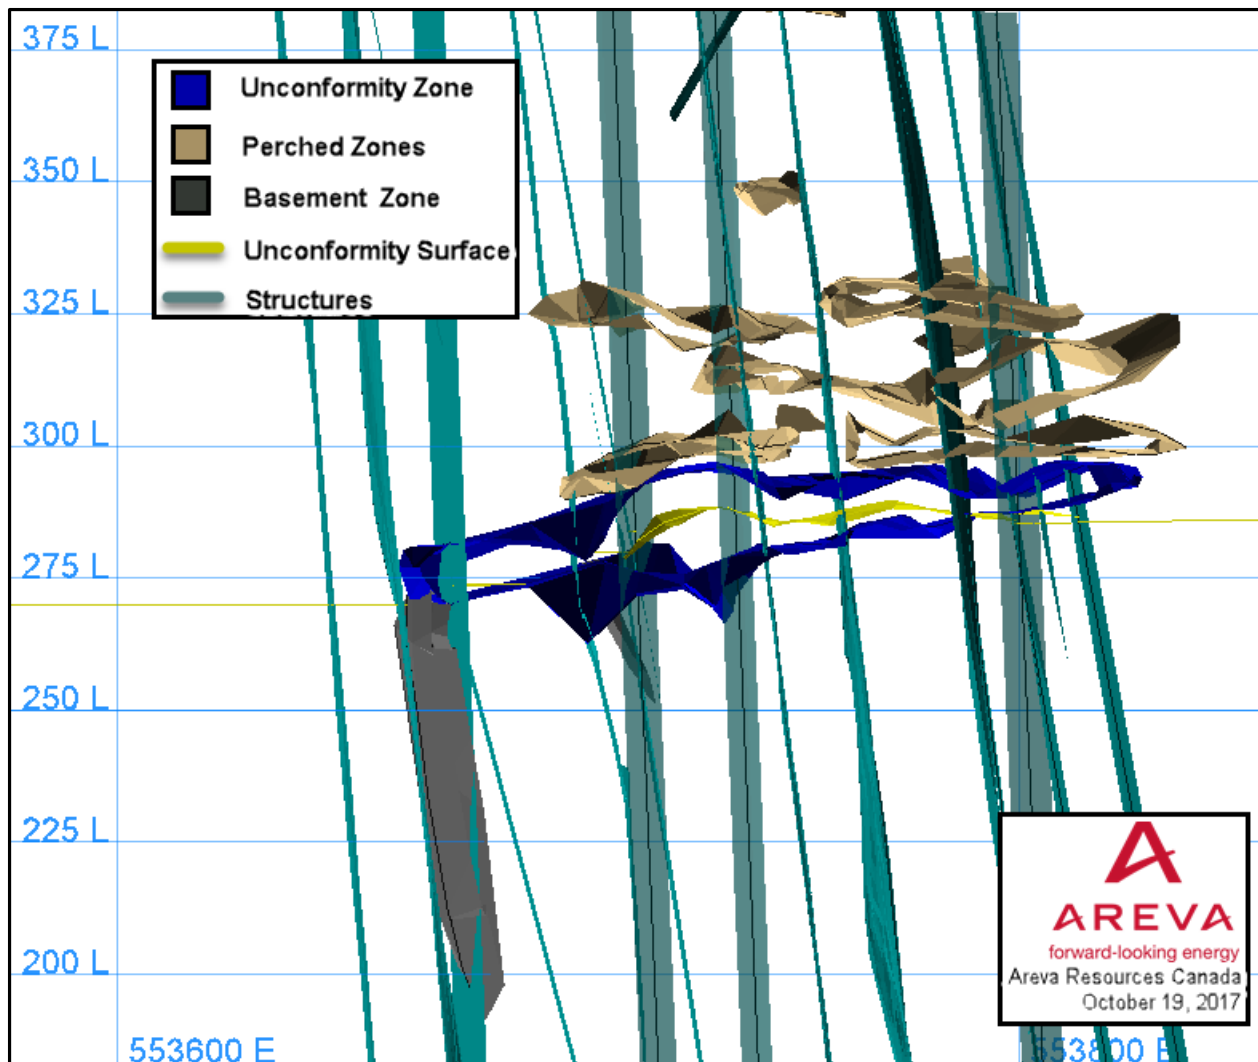 375 L
Unconformity Zone
Perched Zones
350 L
Basement Zone
Unconformity Surface
325 L
Structures
300 L
275 L
250 L
225 L
200 L
AREVA
forward-looking energy
Areva Resources Canada
October 19, 2017
553600 E
553800 E